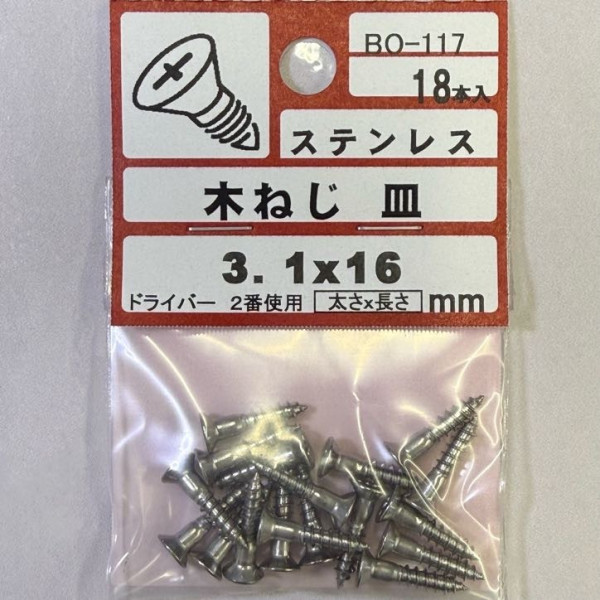 BO-117
18本入
ステンレス
木ねじ 皿
3.1x16
ドライバー 2番使用 太さx長さ mm